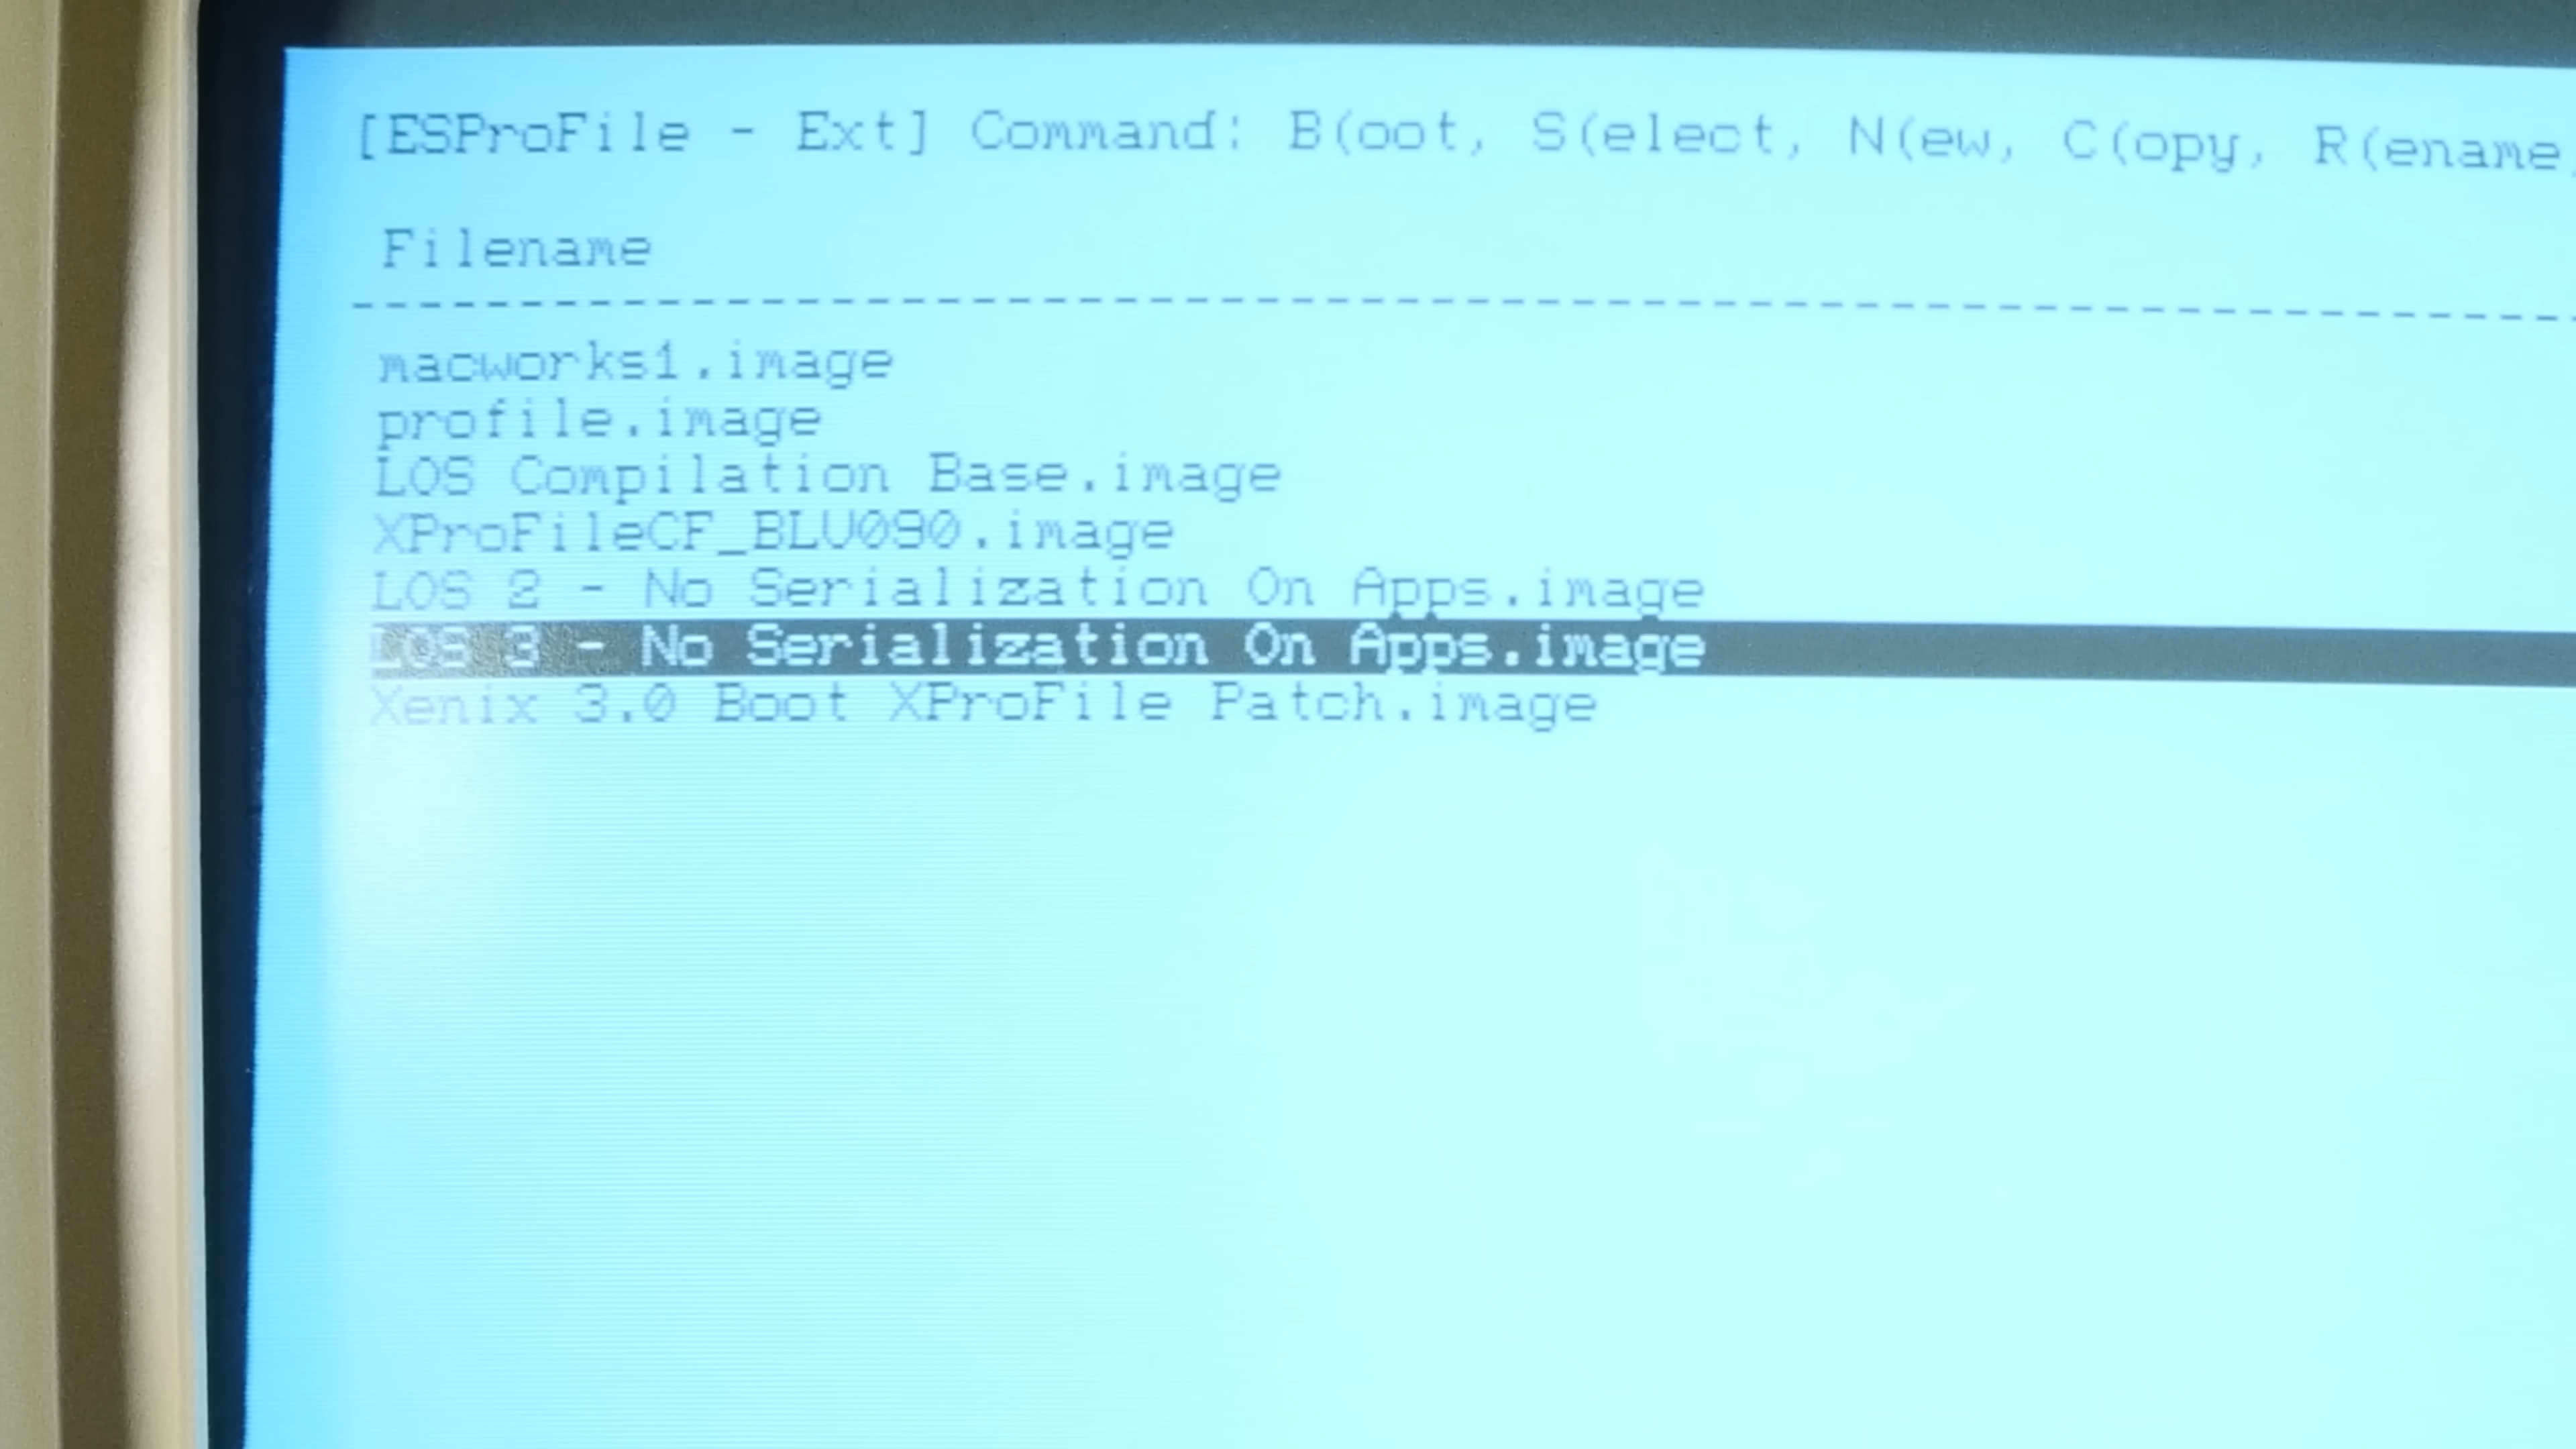 [ESProFile - Ext] Command: B(oot, S(elect, N(ew, C(opy, R(ename,
Filename
--------------------------------------------------------------------------------
macworks1.image
profile.image
LOS Compilation Base.image
XProFileCF_BLU090.image
LOS 2 - No Serialization On Apps.image
LOS 3 - No Serialization On Apps.image
Xenix 3.0 Boot XProFile Patch.image